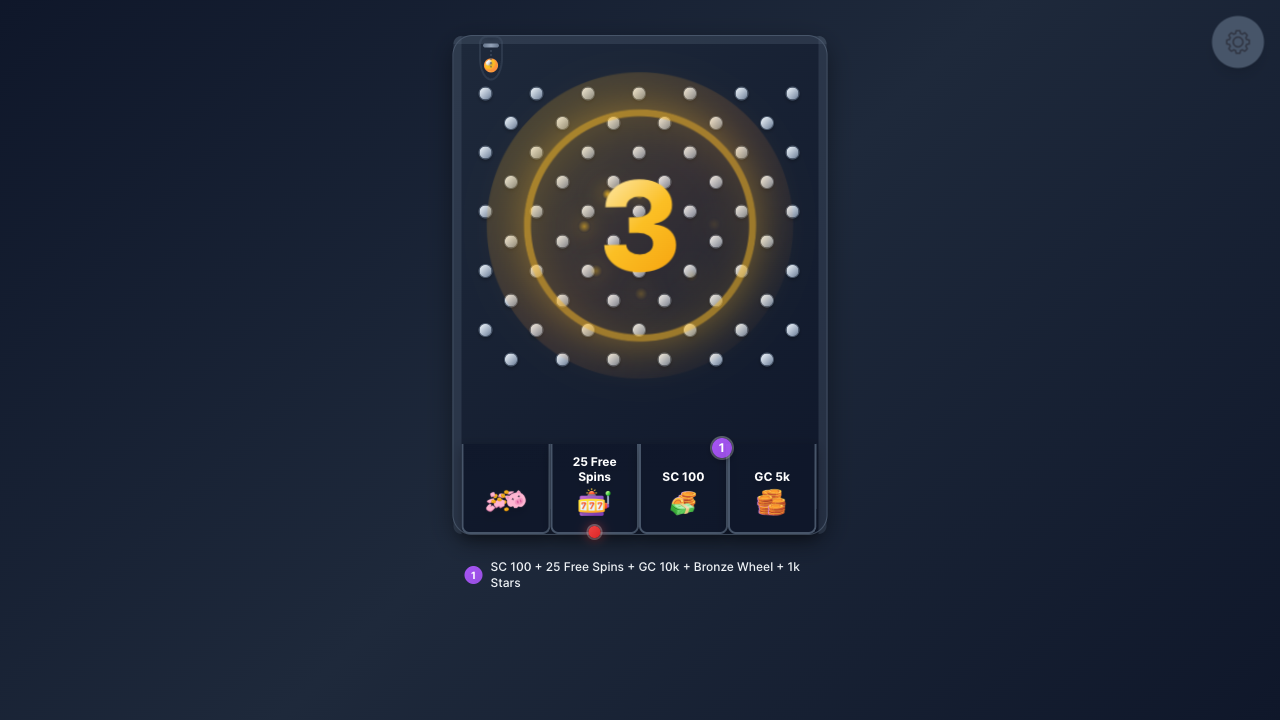 3
1
25 Free
Spins
SC 100
GC 5k
1
SC 100 + 25 Free Spins + GC 10k + Bronze Wheel + 1k
Stars